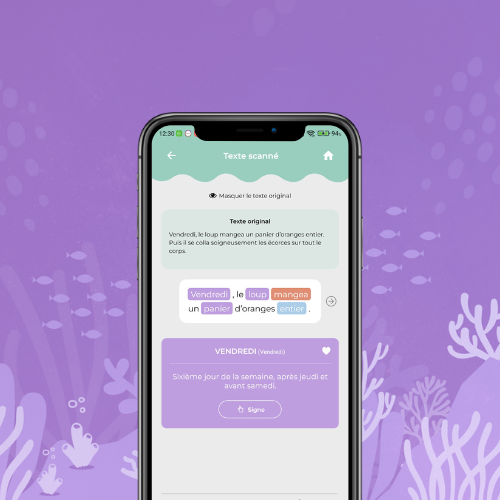 12:30 94%
Texte scanné
Masquer le texte original
Texte original
Vendredi, le loup mangea un panier d'oranges entier.
Puis il se colla soigneusement les écorces sur tout le
corps.
Vendredi , le loup mangea
un panier d'oranges entier .
VENDREDI (Vendredi)
Sixième jour de la semaine, après jeudi et
avant samedi.
Signe